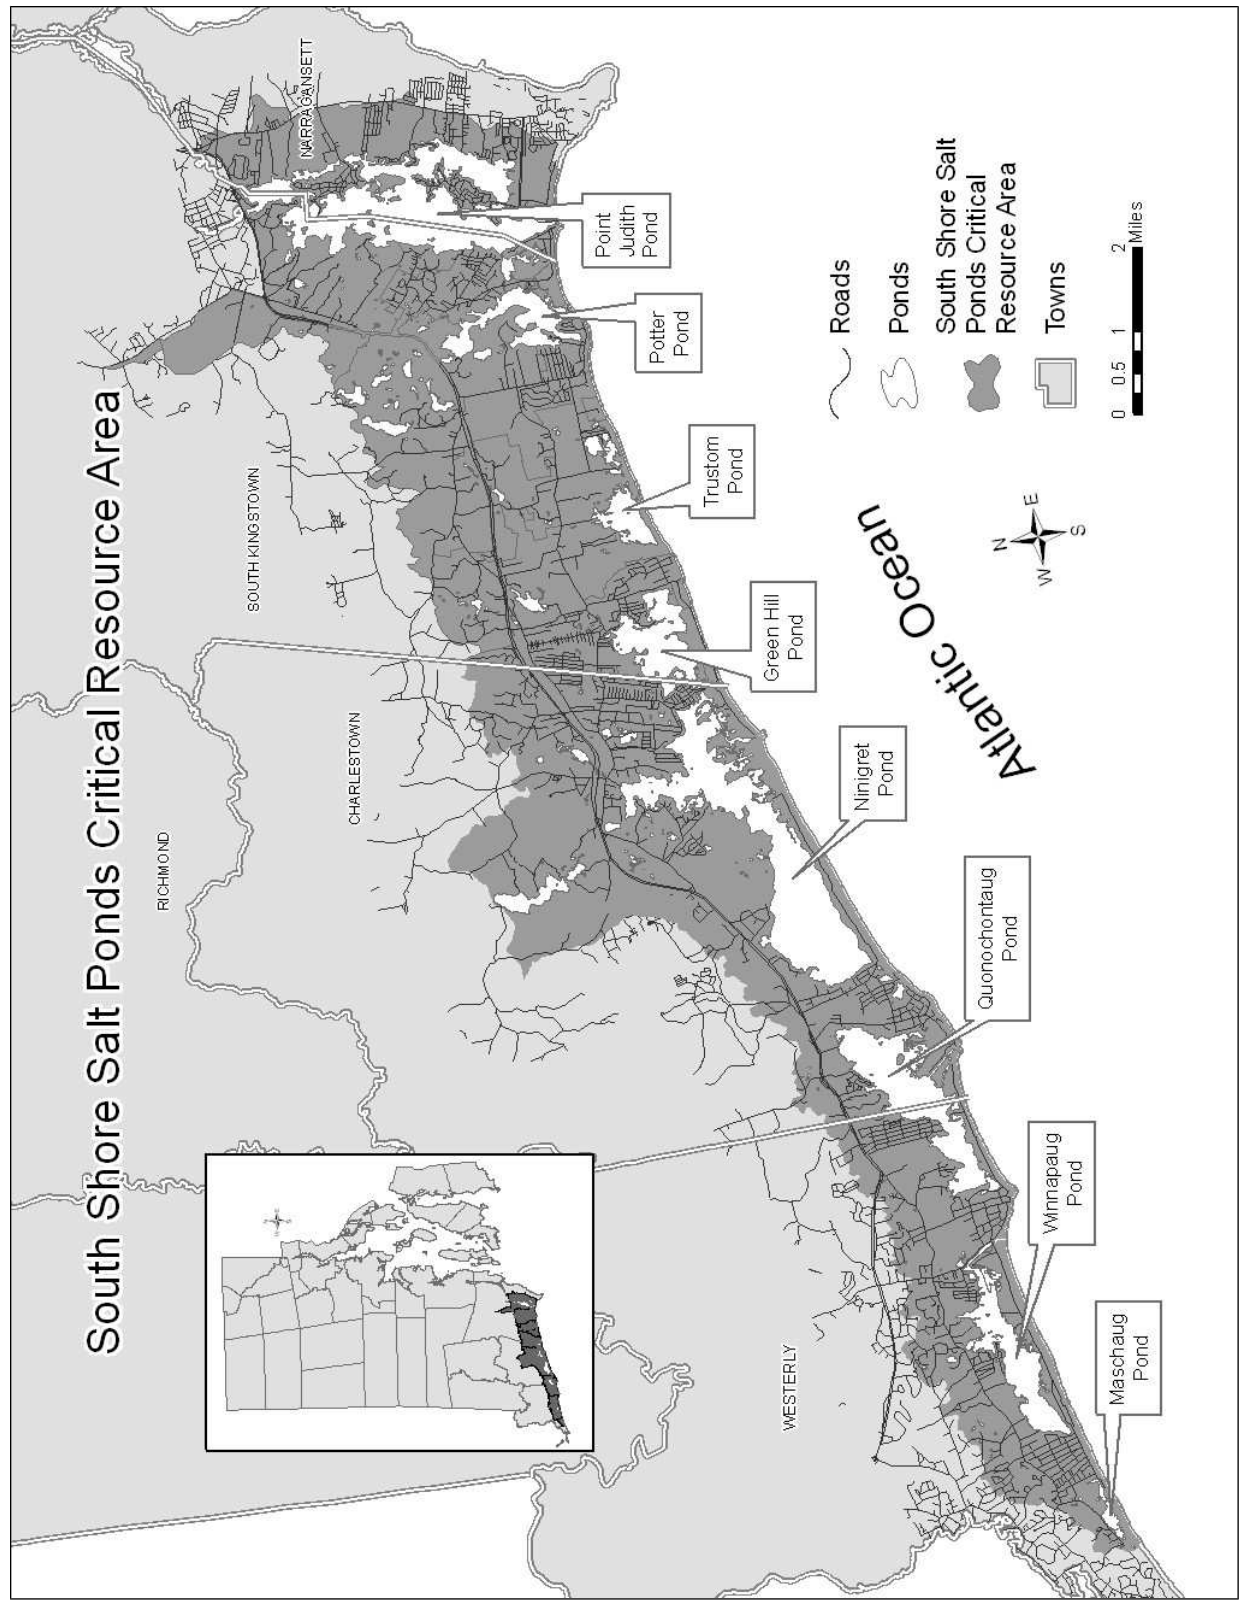 South Shore Salt Ponds Critical Resource Area
RICHMOND
SOUTH KINGSTOWN
NARRAGANSETT
CHARLESTOWN
WESTERLY
Point
Judith
Pond
Potter
Pond
Trustom
Pond
Green Hill
Pond
Ninigret
Pond
Quonochontaug
Pond
Winnapaug
Pond
Maschaug
Pond
Atlantic Ocean
N
W E
S
Roads
Ponds
South Shore Salt
Ponds Critical
Resource Area
Towns
0 0.5 1 2
Miles